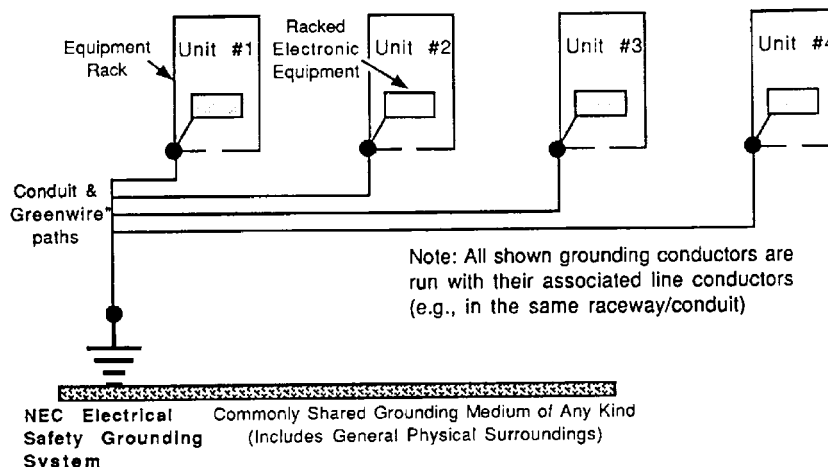 Equipment
Rack
Unit #1
Racked
Electronic
Equipment
Unit #2
Unit #3
Unit #4
Conduit &
Greenwire"
paths
Note: All shown grounding conductors are
run with their associated line conductors
(e.g., in the same raceway/conduit)
NEC Electrical
Safety Grounding
System
Commonly Shared Grounding Medium of Any Kind
(Includes General Physical Surroundings)